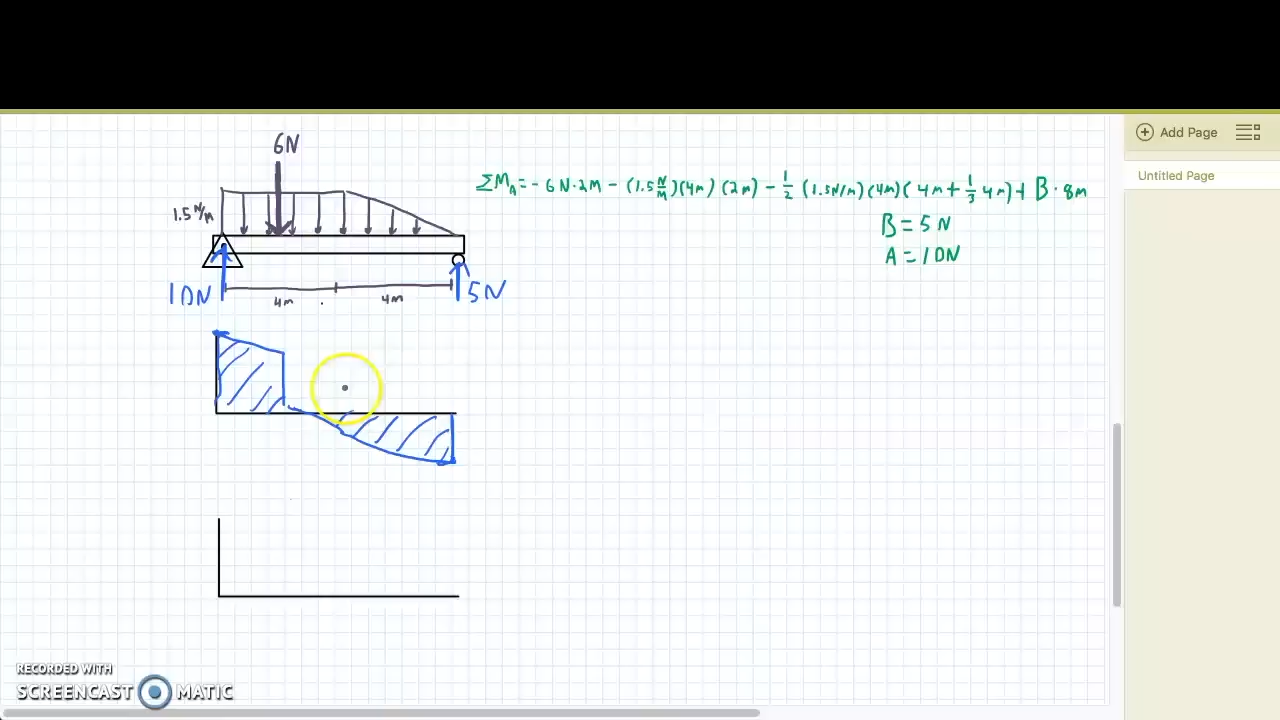 6N
ΣM_A = - 6 N·2m - (1.5 N/m)(4m)(2m) - 1/2 (1.5N/m)(4m)(4m + 1/3 4m) + B·8m
1.5 N/m
B = 5N
A = 10N
10N
5N
4m
4m
Add Page
Untitled Page
RECORDED WITH
SCREENCAST MATIC